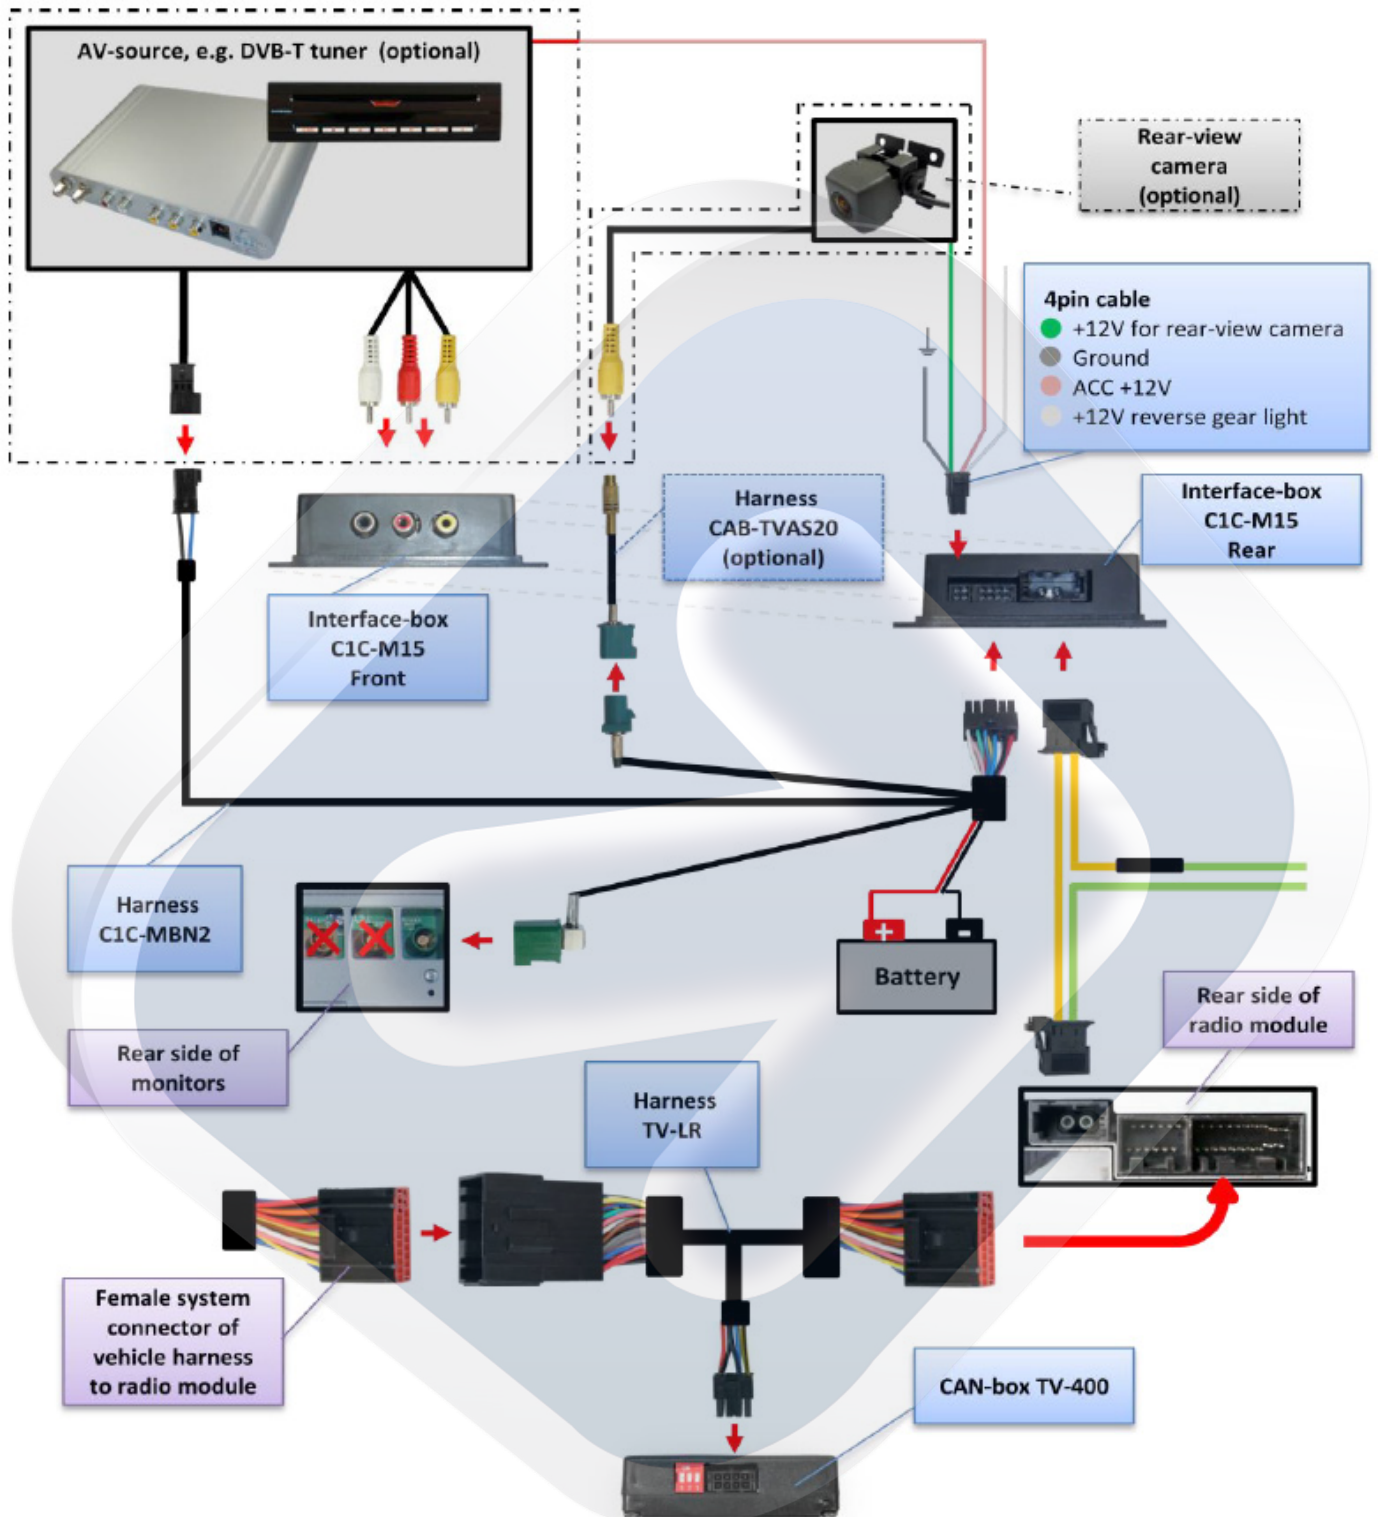 AV-source, e.g. DVB-T tuner (optional)
Rear-view
camera
(optional)
4pin cable
+12V for rear-view camera
Ground
ACC +12V
+12V reverse gear light
Harness
CAB-TVAS20
(optional)
Interface-box
C1C-M15
Rear
Interface-box
C1C-M15
Front
Harness
C1C-MBN2
Battery
Rear side of
radio module
Rear side of
monitors
Harness
TV-LR
Female system
connector of
vehicle harness
to radio module
CAN-box TV-400